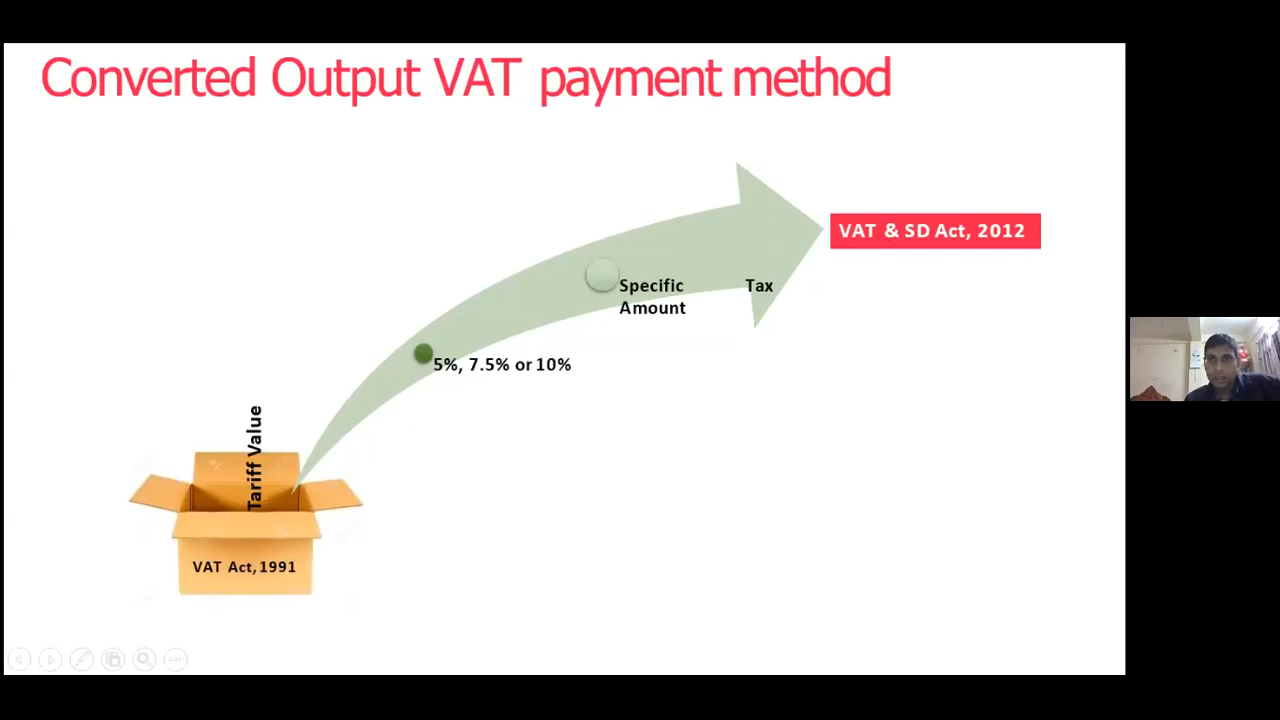 Converted Output VAT payment method
VAT & SD Act, 2012
Specific Tax
Amount
5%, 7.5% or 10%
Tariff Value
VAT Act, 1991